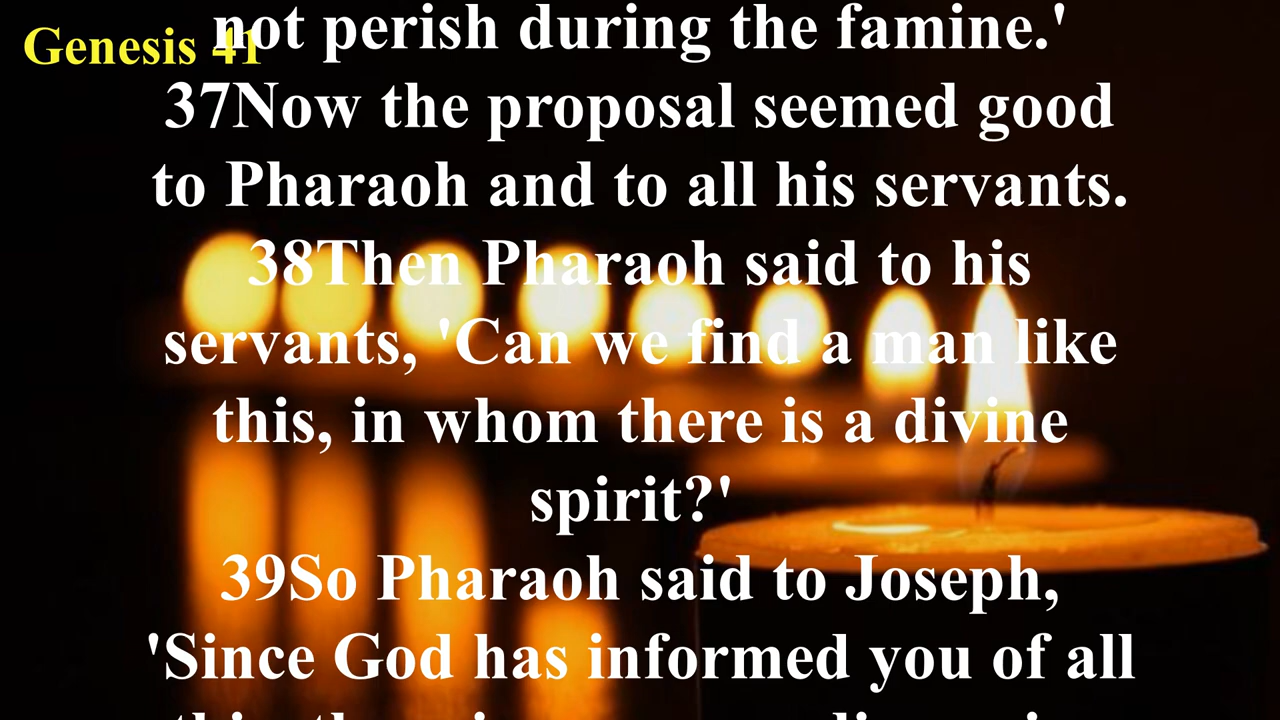 Genesis 41
not perish during the famine.'
37Now the proposal seemed good
to Pharaoh and to all his servants.
38Then Pharaoh said to his
servants, 'Can we find a man like
this, in whom there is a divine
spirit?'
39So Pharaoh said to Joseph,
'Since God has informed you of all